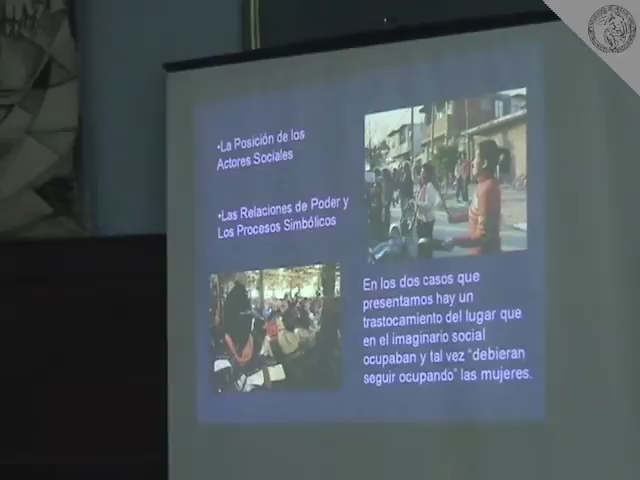 •La Posición de los
Actores Sociales
•Las Relaciones de Poder y
Los Procesos Simbólicos
En los dos casos que
presentamos hay un
trastocamiento del lugar que
en el imaginario social
ocupaban y tal vez "debieran
seguir ocupando" las mujeres.